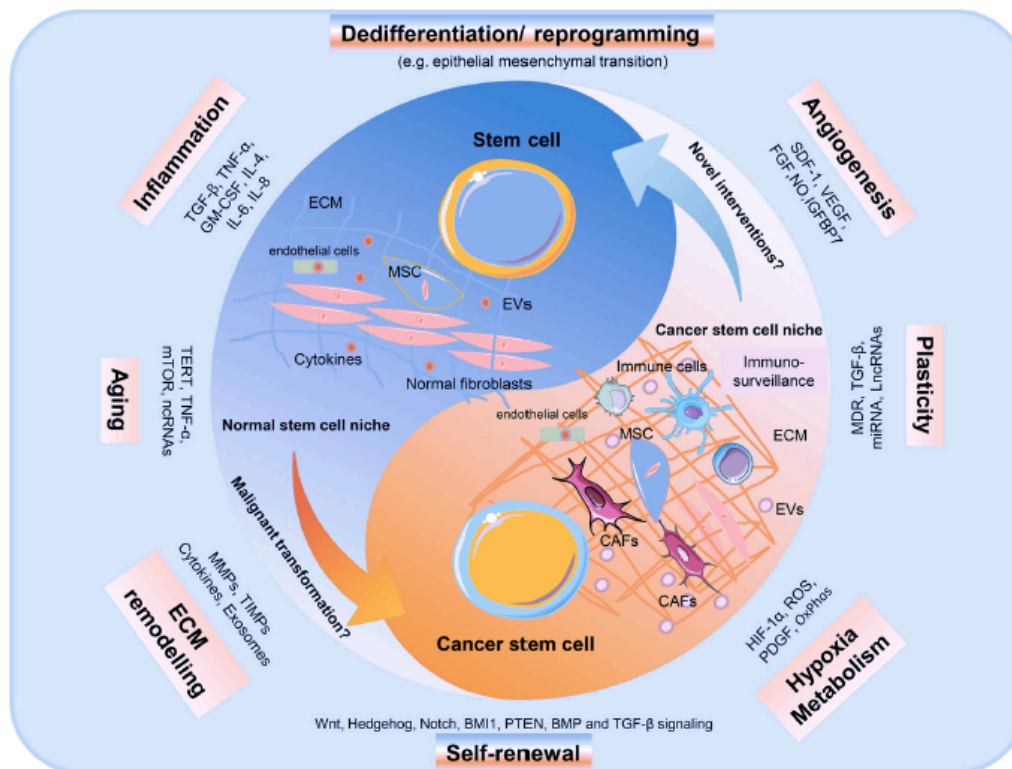 Dedifferentiation/ reprogramming
(e.g. epithelial mesenchymal transition)
Inflammation
TGF-β, TNF-α,
GM-CSF, IL-4,
IL-6, IL-8
Angiogenesis
SDF-1, VEGF,
FGF,NO,IGFBP7
Stem cell
Novel interventions?
ECM
endothelial cells
MSC
EVs
Cytokines
Normal fibroblasts
Normal stem cell niche
Aging
TERT, TNF-α,
mTOR, ncRNAs
Cancer stem cell niche
Immune cells
Immuno-
surveillance
endothelial cells
MSC
ECM
EVs
CAFs
CAFs
Plasticity
MDR, TGF-β,
miRNA, LncRNAs
Malignant transformation?
Cancer stem cell
ECM
remodelling
MMPs, TIMPs
Cytokines, Exosomes
HIF-1α, ROS,
PDGF, OxPhos
Hypoxia
Metabolism
Wnt, Hedgehog, Notch, BMI1, PTEN, BMP and TGF-β signaling
Self-renewal